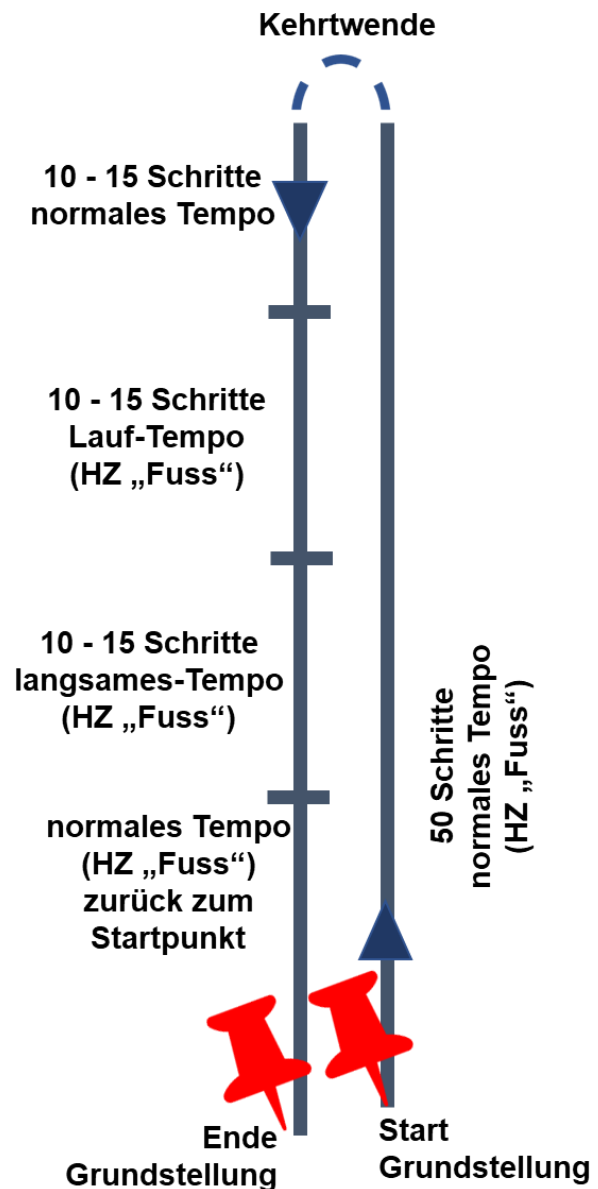 Kehrtwende
10 - 15 Schritte
normales Tempo
10 - 15 Schritte
Lauf-Tempo
(HZ „Fuss“)
10 - 15 Schritte
langsames-Tempo
(HZ „Fuss“)
normales Tempo
(HZ „Fuss“)
zurück zum
Startpunkt
50 Schritte
normales Tempo
(HZ „Fuss“)
Ende
Grundstellung
Start
Grundstellung